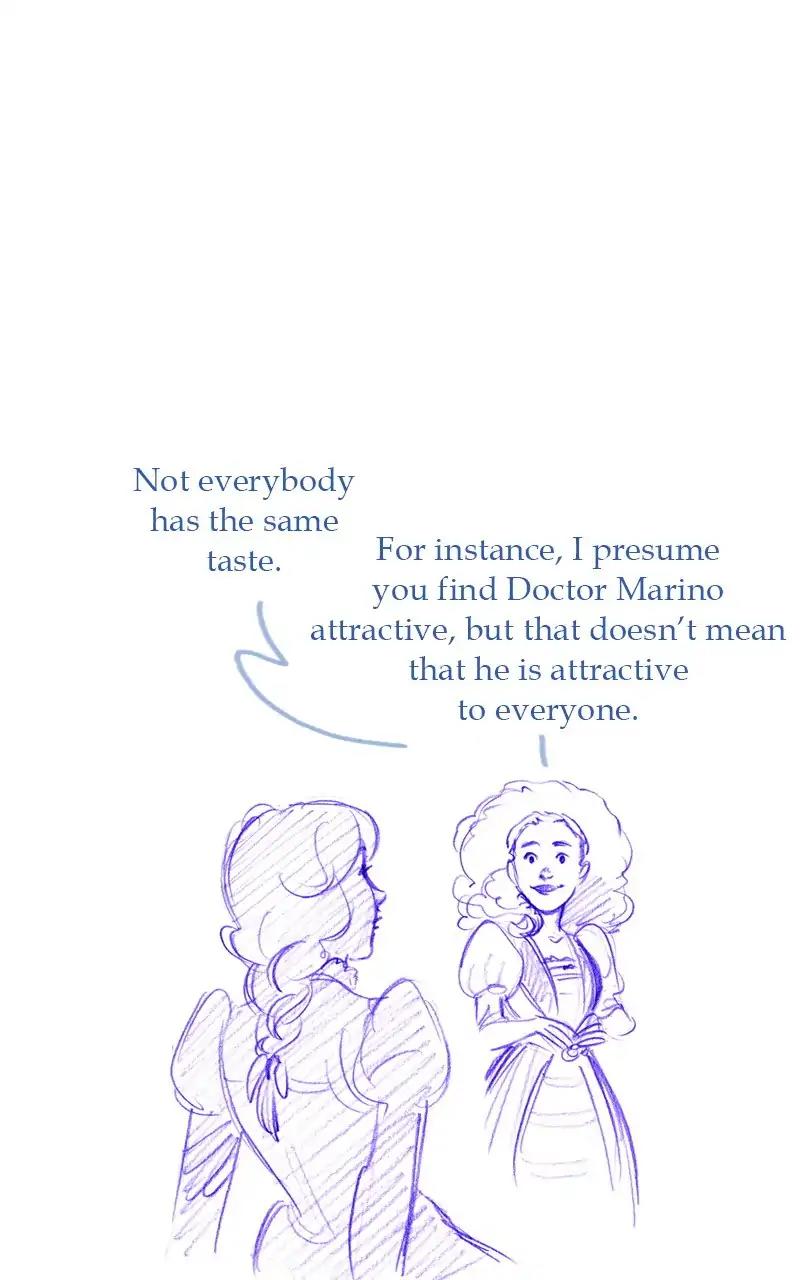 Not everybody
has the same
taste.
For instance, I presume
you find Doctor Marino
attractive, but that doesn’t mean
that he is attractive
to everyone.